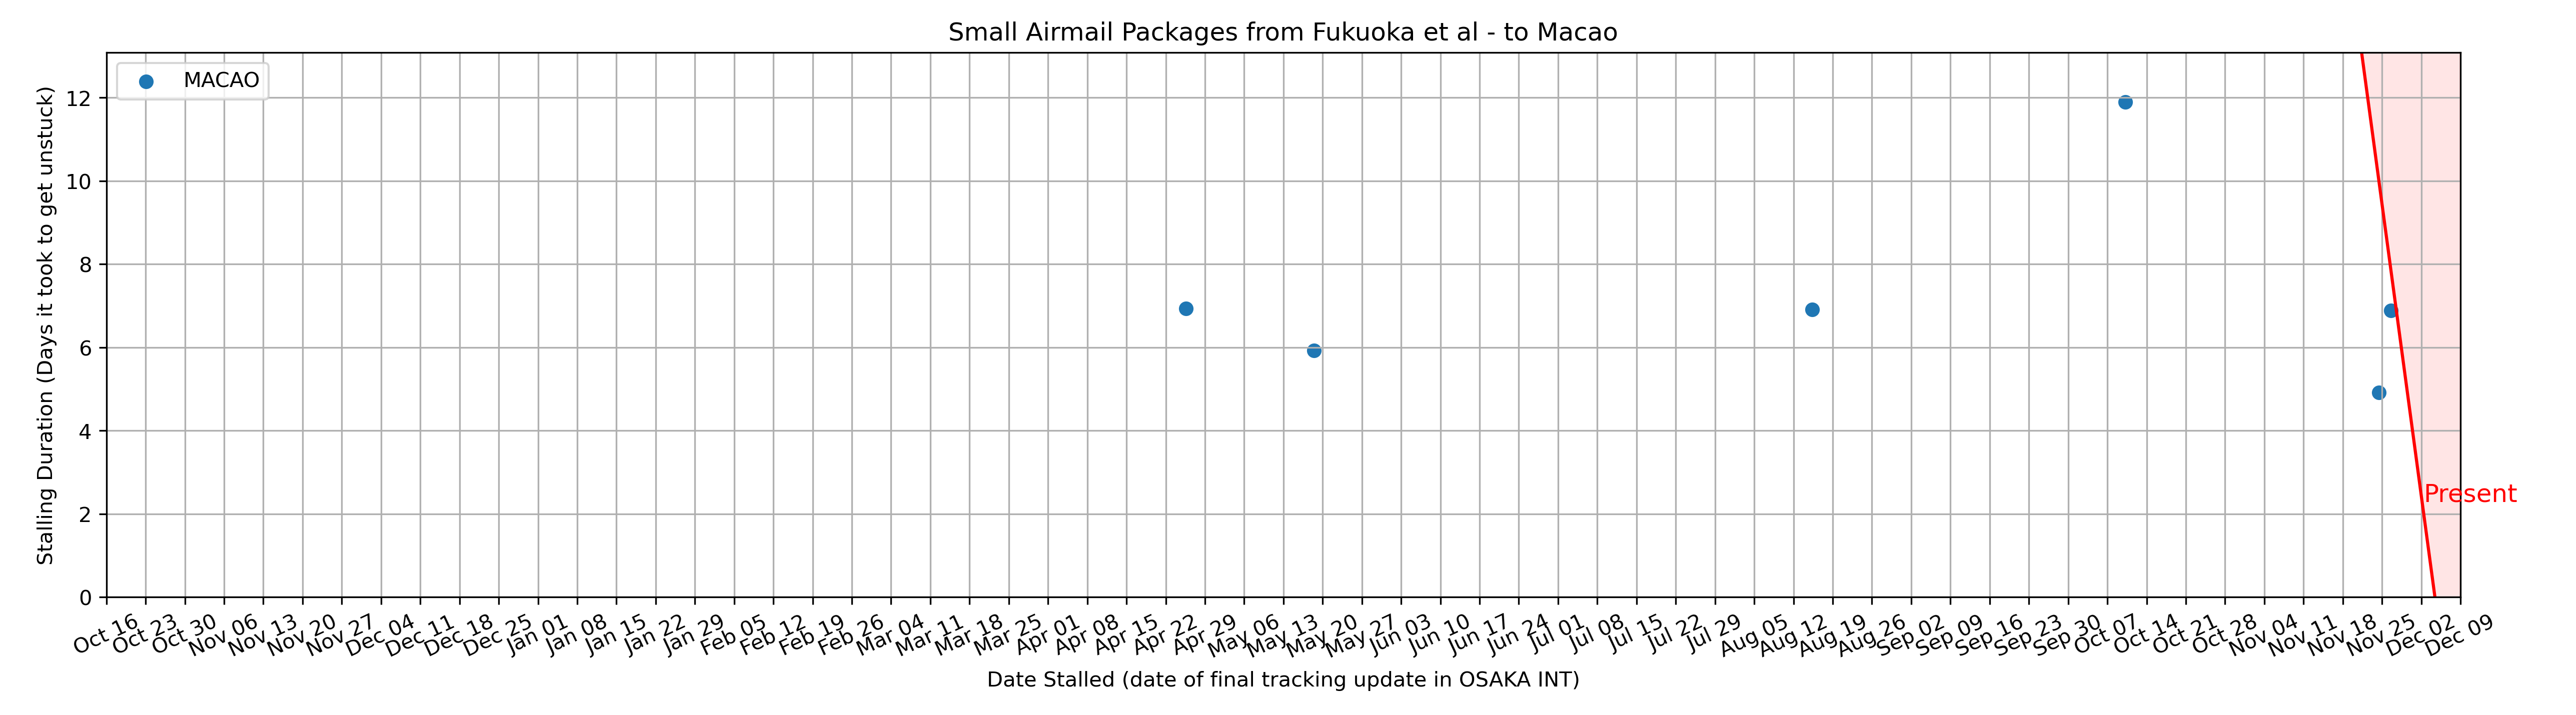 Small Airmail Packages from Fukuoka et al - to Macao
MACAO
Stalling Duration (Days it took to get unstuck)
12
10
8
6
4
2
0
Present
Oct 16 Oct 23 Oct 30 Nov 06 Nov 13 Nov 20 Nov 27 Dec 04 Dec 11 Dec 18 Dec 25 Jan 01 Jan 08 Jan 15 Jan 22 Jan 29 Feb 05 Feb 12 Feb 19 Feb 26 Mar 04 Mar 11 Mar 18 Mar 25 Apr 01 Apr 08 Apr 15 Apr 22 Apr 29 May 06 May 13 May 20 May 27 Jun 03 Jun 10 Jun 17 Jun 24 Jul 01 Jul 08 Jul 15 Jul 22 Jul 29 Aug 05 Aug 12 Aug 19 Aug 26 Sep 02 Sep 09 Sep 16 Sep 23 Sep 30 Oct 07 Oct 14 Oct 21 Oct 28 Nov 04 Nov 11 Nov 18 Nov 25 Dec 02 Dec 09
Date Stalled (date of final tracking update in OSAKA INT)